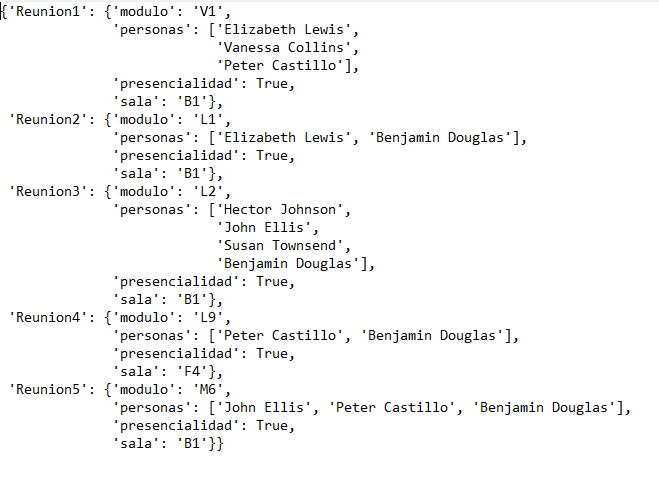 {'Reunion1': {'modulo': 'V1',
'personas': ['Elizabeth Lewis',
'Vanessa Collins',
'Peter Castillo'],
'presencialidad': True,
'sala': 'B1'},
'Reunion2': {'modulo': 'L1',
'personas': ['Elizabeth Lewis', 'Benjamin Douglas'],
'presencialidad': True,
'sala': 'B1'},
'Reunion3': {'modulo': 'L2',
'personas': ['Hector Johnson',
'John Ellis',
'Susan Townsend',
'Benjamin Douglas'],
'presencialidad': True,
'sala': 'B1'},
'Reunion4': {'modulo': 'L9',
'personas': ['Peter Castillo', 'Benjamin Douglas'],
'presencialidad': True,
'sala': 'F4'},
'Reunion5': {'modulo': 'M6',
'personas': ['John Ellis', 'Peter Castillo', 'Benjamin Douglas'],
'presencialidad': True,
'sala': 'B1'}}